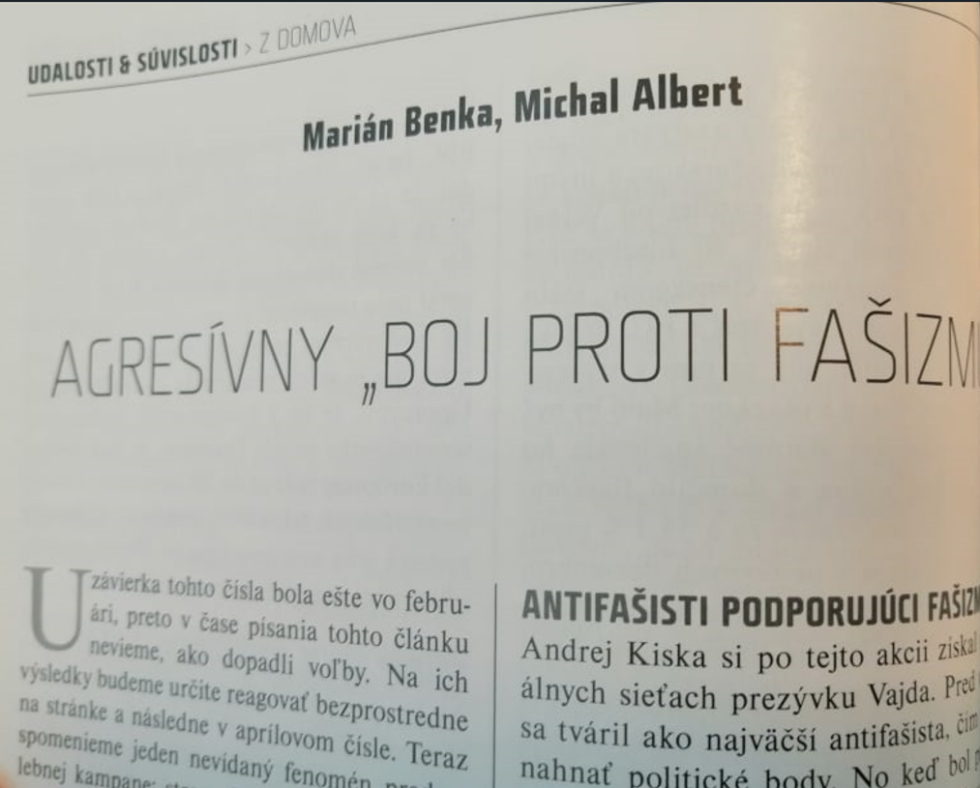 UDALOSTI & SÚVISLOSTI › Z DOMOVA
Marián Benka, Michal Albert
AGRESÍVNY „BOJ PROTI FAŠIZM
Uzávierka tohto čísla bola ešte vo febru-
ári, preto v čase písania tohto článku
nevieme, ako dopadli voľby. Na ich
výsledky budeme určite reagovať bezprostredne
na stránke a následne v aprílovom čísle. Teraz
spomenieme jeden nevídaný fenomén
lebnej kampane:
ANTIFAŠISTI PODPORUJÚCI FAŠIZ
Andrej Kiska si po tejto akcii získal
álnych sieťach prezývku Vajda. Pred
sa tváril ako najväčší antifašista, čím
nahnať politické body. No keď bol